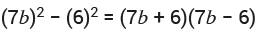 (7b)² − (6)² = (7b + 6)(7b − 6)